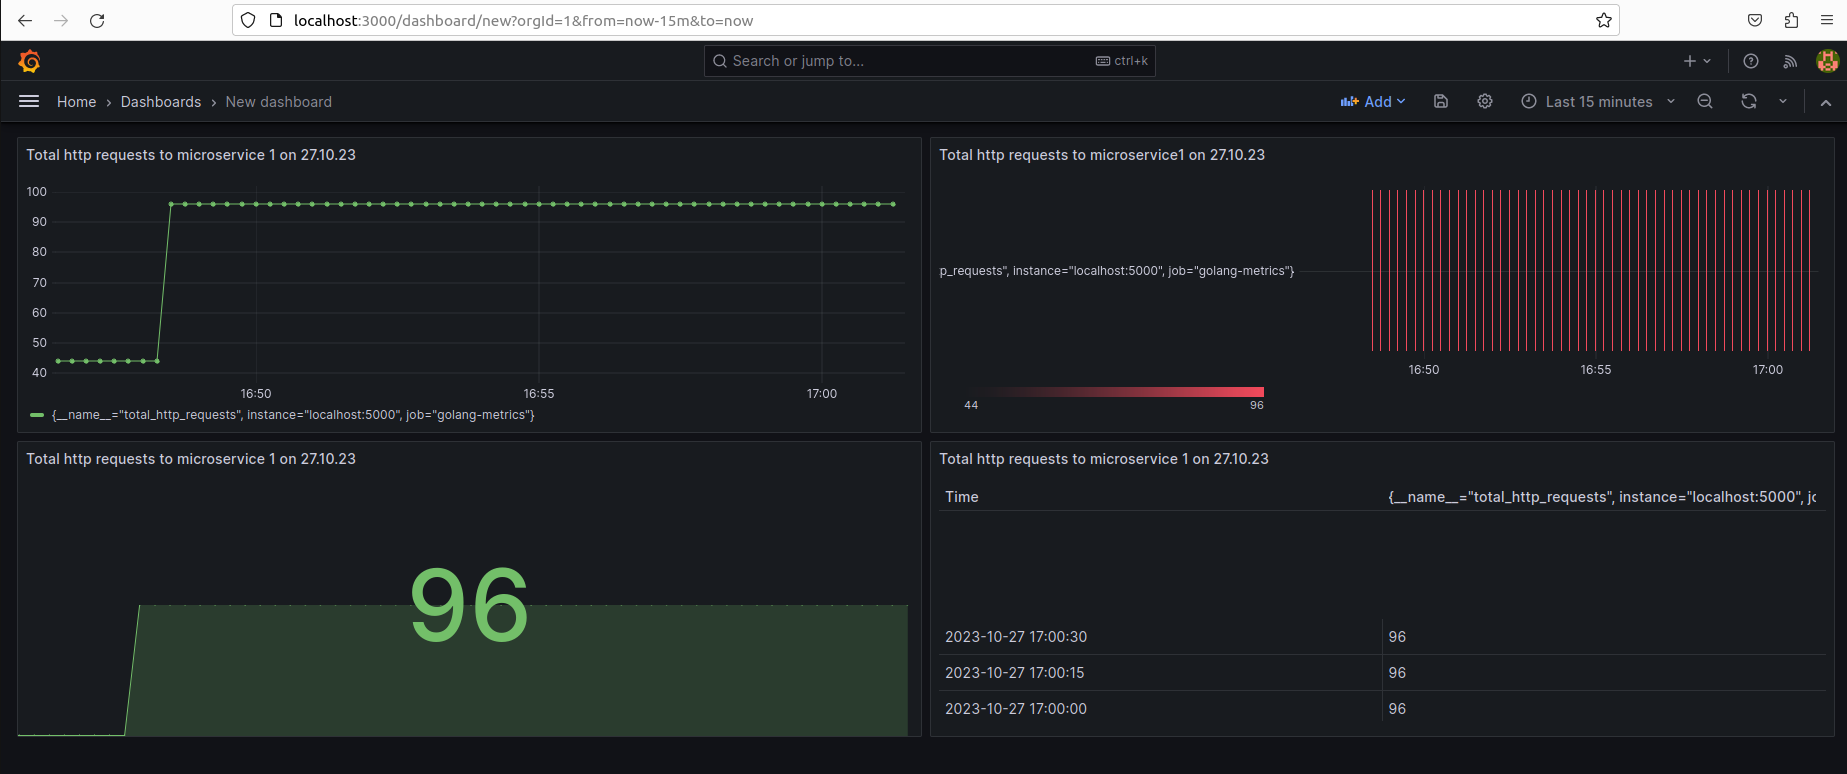 localhost:3000/dashboard/new?orgId=1&from=now-15m&to=now
Search or jump to... ctrl+k
Home › Dashboards › New dashboard
Add
Last 15 minutes
Total http requests to microservice 1 on 27.10.23
100
90
80
70
60
50
40
16:50 16:55 17:00
{__name__="total_http_requests", instance="localhost:5000", job="golang-metrics"}
Total http requests to microservice1 on 27.10.23
p_requests", instance="localhost:5000", job="golang-metrics"}
16:50 16:55 17:00
44 96
Total http requests to microservice 1 on 27.10.23
96
Total http requests to microservice 1 on 27.10.23
Time {__name__="total_http_requests", instance="localhost:5000", jo
2023-10-27 17:00:30 96
2023-10-27 17:00:15 96
2023-10-27 17:00:00 96